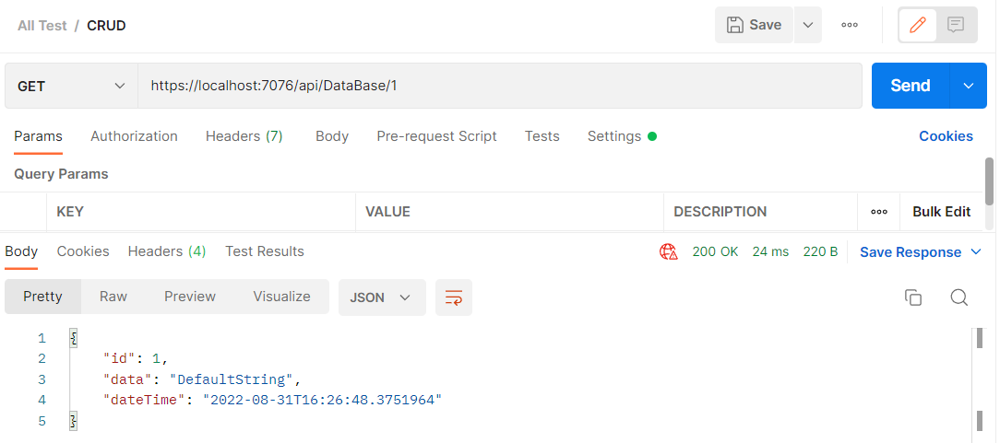 All Test / CRUD
Save
GET
https://localhost:7076/api/DataBase/1
Send
Params Authorization Headers (7) Body Pre-request Script Tests Settings Cookies
Query Params
KEY VALUE DESCRIPTION Bulk Edit
Body Cookies Headers (4) Test Results 200 OK 24 ms 220 B Save Response
Pretty Raw Preview Visualize JSON
1 {
2 "id": 1,
3 "data": "DefaultString",
4 "dateTime": "2022-08-31T16:26:48.3751964"
5 }